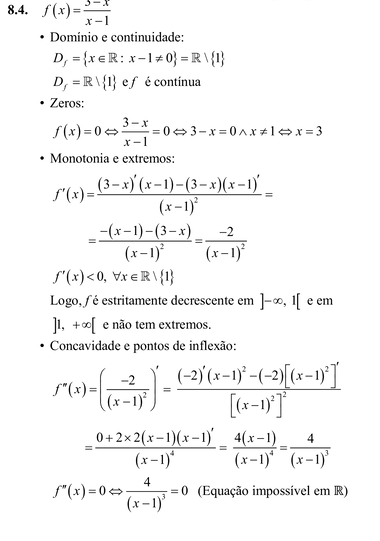 8.4. f(x) = (3−x)/(x−1)
• Domínio e continuidade:
D_f = {x ∈ ℝ : x−1 ≠ 0} = ℝ \ {1}
D_f = ℝ \ {1} e f é contínua
• Zeros:
f(x) = 0 ⇔ (3−x)/(x−1) = 0 ⇔ 3−x = 0 ∧ x ≠ 1 ⇔ x = 3
• Monotonia e extremos:
f′(x) = ((3−x)′(x−1)−(3−x)(x−1)′)/(x−1)² =
= (−(x−1)−(3−x))/(x−1)² = −2/(x−1)²
f′(x) < 0, ∀x ∈ ℝ \ {1}
Logo, f é estritamente decrescente em ]−∞, 1[ e em
]1, +∞[ e não tem extremos.
• Concavidade e pontos de inflexão:
f″(x) = (−2/(x−1)²)′ = ((−2)′(x−1)²−(−2)[(x−1)²]′)/[(x−1)²]²
= (0+2×2(x−1)(x−1)′)/(x−1)⁴ = 4(x−1)/(x−1)⁴ = 4/(x−1)³
f″(x) = 0 ⇔ 4/(x−1)³ = 0 (Equação impossível em ℝ)